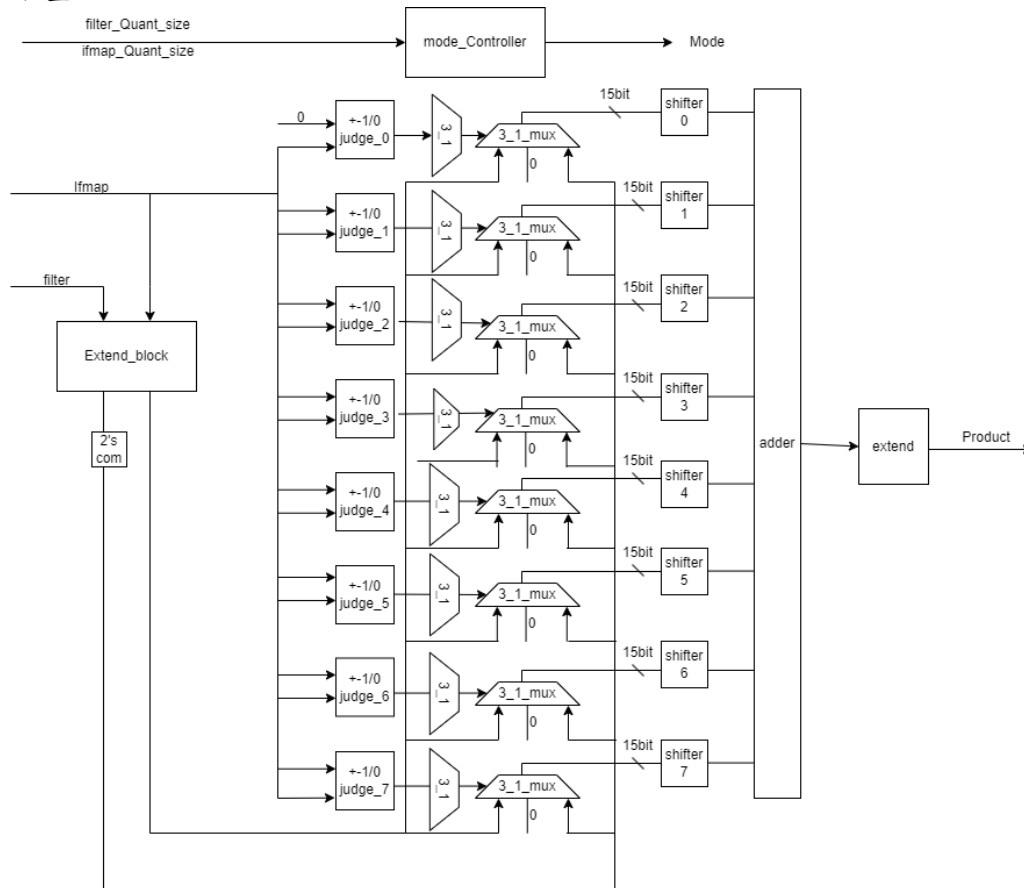 filter_Quant_size
ifmap_Quant_size
mode_Controller
Mode
0
+-1/0
judge_0
3_1
3_1_mux
0
15bit
shifter
0
Ifmap
+-1/0
judge_1
3_1
3_1_mux
0
15bit
shifter
1
filter
+-1/0
judge_2
3_1
3_1_mux
0
15bit
shifter
2
Extend_block
+-1/0
judge_3
3_1
3_1_mux
0
15bit
shifter
3
2's
com
adder
extend
Product
+-1/0
judge_4
3_1
3_1_mux
0
15bit
shifter
4
+-1/0
judge_5
3_1
3_1_mux
0
15bit
shifter
5
+-1/0
judge_6
3_1
3_1_mux
0
15bit
shifter
6
+-1/0
judge_7
3_1
3_1_mux
0
15bit
shifter
7